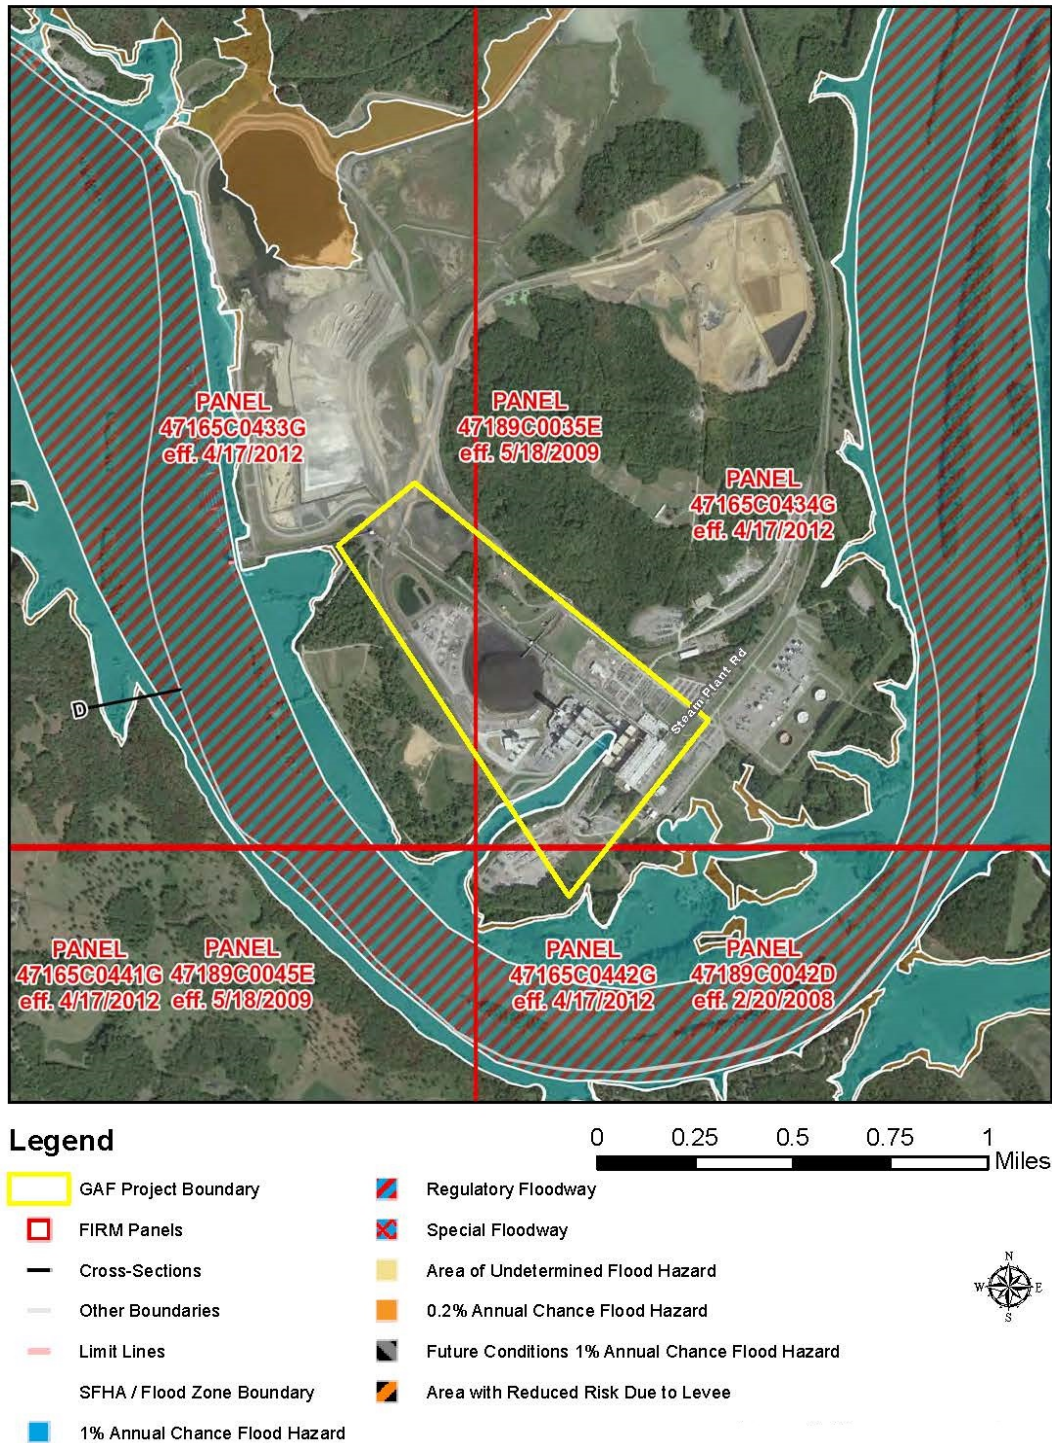 PANEL
47165C0433G
eff. 4/17/2012
PANEL
47189C0035E
eff. 5/18/2009
PANEL
47165C0434G
eff. 4/17/2012
Steam Plant Rd
D
PANEL
47165C0441G
eff. 4/17/2012
PANEL
47189C0045E
eff. 5/18/2009
PANEL
47165C0442G
eff. 4/17/2012
PANEL
47189C0042D
eff. 2/20/2008
Legend
0 0.25 0.5 0.75 1
Miles
GAF Project Boundary
FIRM Panels
Cross-Sections
Other Boundaries
Limit Lines
SFHA / Flood Zone Boundary
1% Annual Chance Flood Hazard
Regulatory Floodway
Special Floodway
Area of Undetermined Flood Hazard
0.2% Annual Chance Flood Hazard
Future Conditions 1% Annual Chance Flood Hazard
Area with Reduced Risk Due to Levee
N
W E
S